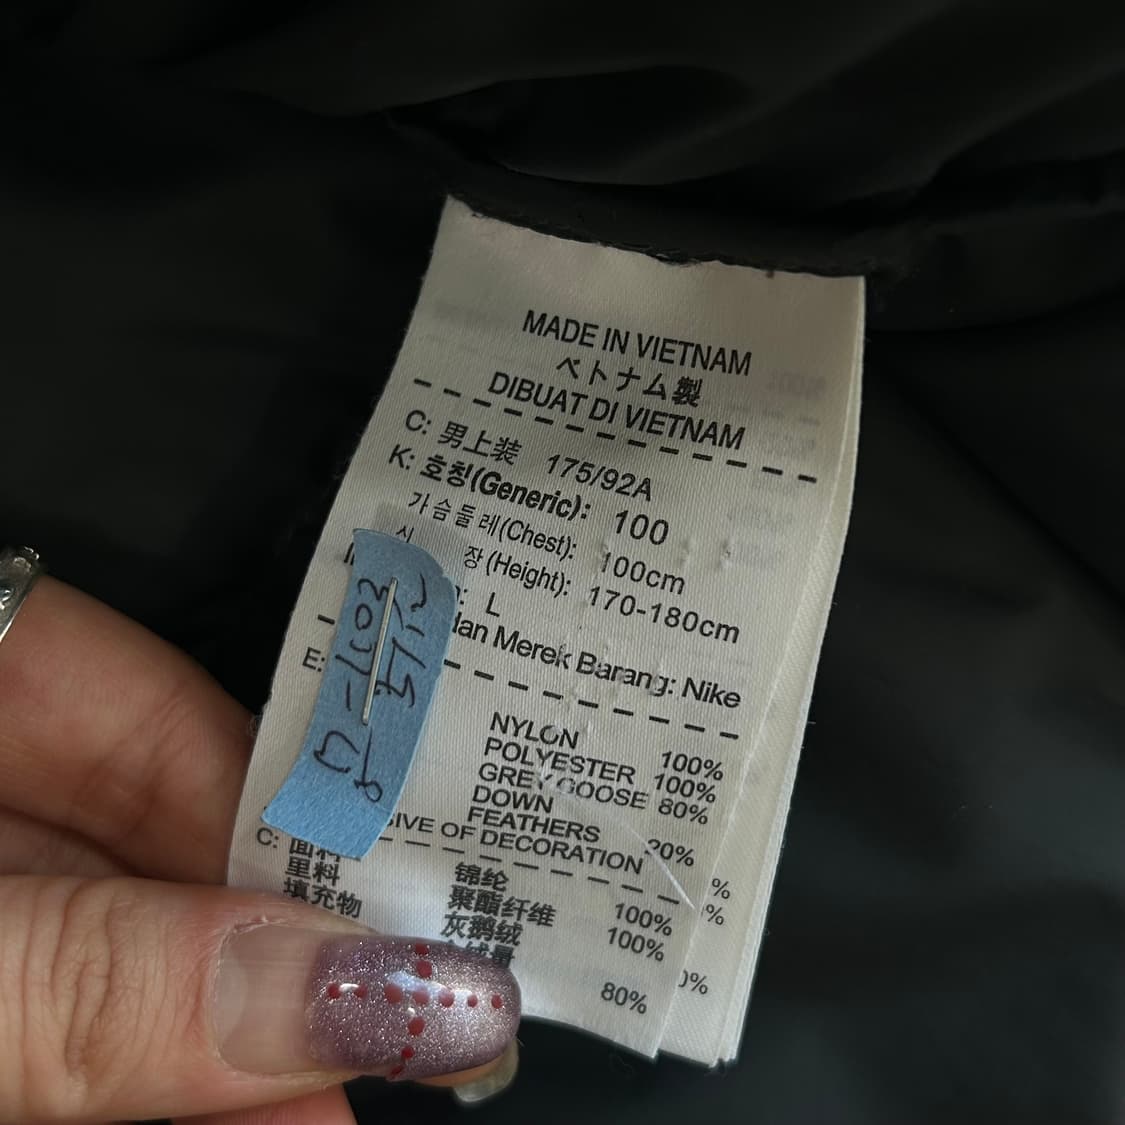 MADE IN VIETNAM
ベトナム製
DIBUAT DI VIETNAM
C: 男上装 175/92A
K: 호칭(Generic): 100
가슴둘레(Chest): 100cm
장(Height): 170-180cm
L
dan Merek Barang: Nike
E:
NYLON 100%
POLYESTER 100%
GREY GOOSE 80%
DOWN
FEATHERS 20%
SIVE OF DECORATION
C: 面料 锦纶 100%
里料 聚酯纤维 100%
填充物 灰鹅绒
80%
%
%
0%